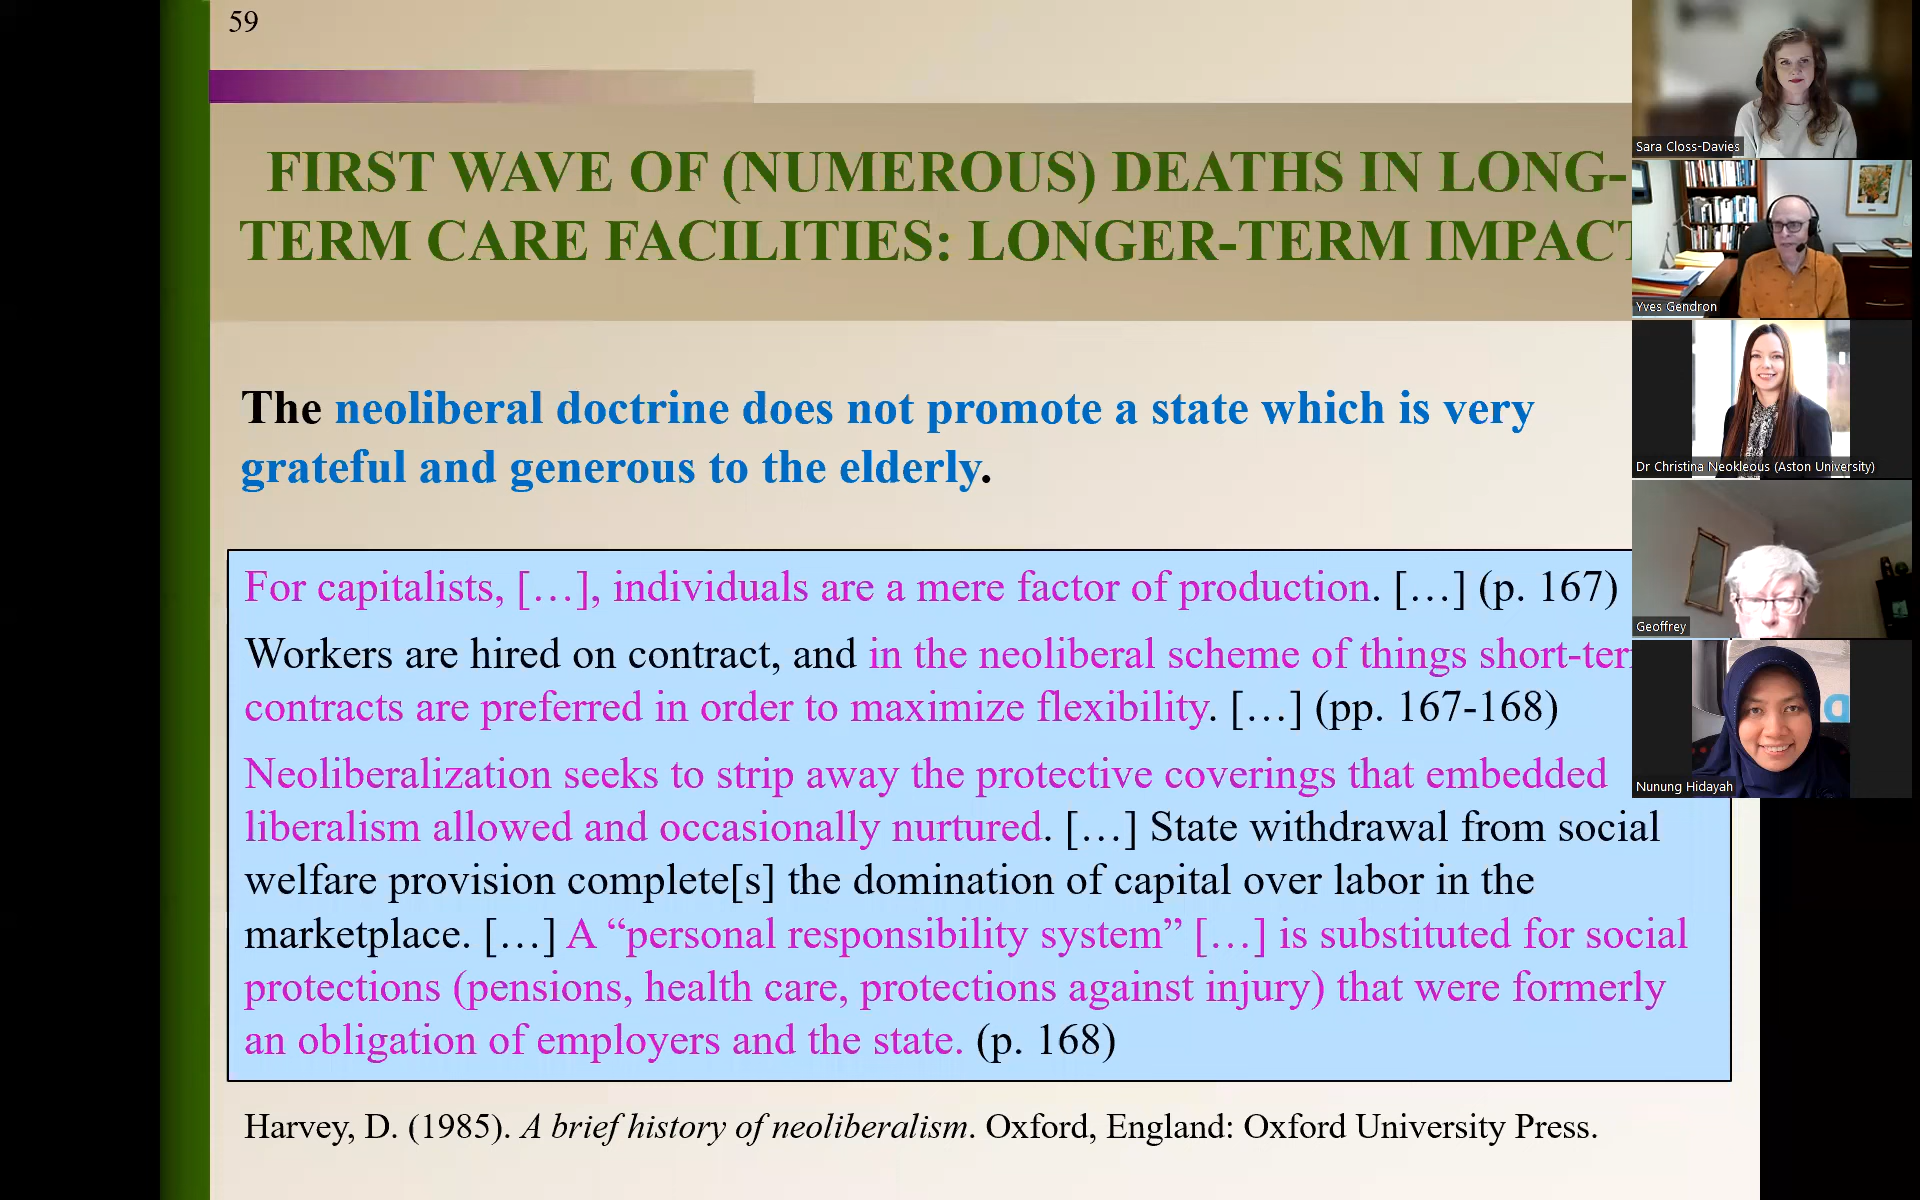 59
FIRST WAVE OF (NUMEROUS) DEATHS IN LONG-
TERM CARE FACILITIES: LONGER-TERM IMPACT
The neoliberal doctrine does not promote a state which is very
grateful and generous to the elderly.
For capitalists, […], individuals are a mere factor of production. […] (p. 167)
Workers are hired on contract, and in the neoliberal scheme of things short-ter
contracts are preferred in order to maximize flexibility. […] (pp. 167-168)
Neoliberalization seeks to strip away the protective coverings that embedded
liberalism allowed and occasionally nurtured. […] State withdrawal from social
welfare provision complete[s] the domination of capital over labor in the
marketplace. […] A “personal responsibility system” […] is substituted for social
protections (pensions, health care, protections against injury) that were formerly
an obligation of employers and the state. (p. 168)
Harvey, D. (1985). A brief history of neoliberalism. Oxford, England: Oxford University Press.
Sara Closs-Davies
Yves Gendron
Dr Christina Neokleous (Aston University)
Geoffrey
Nunung Hidayah